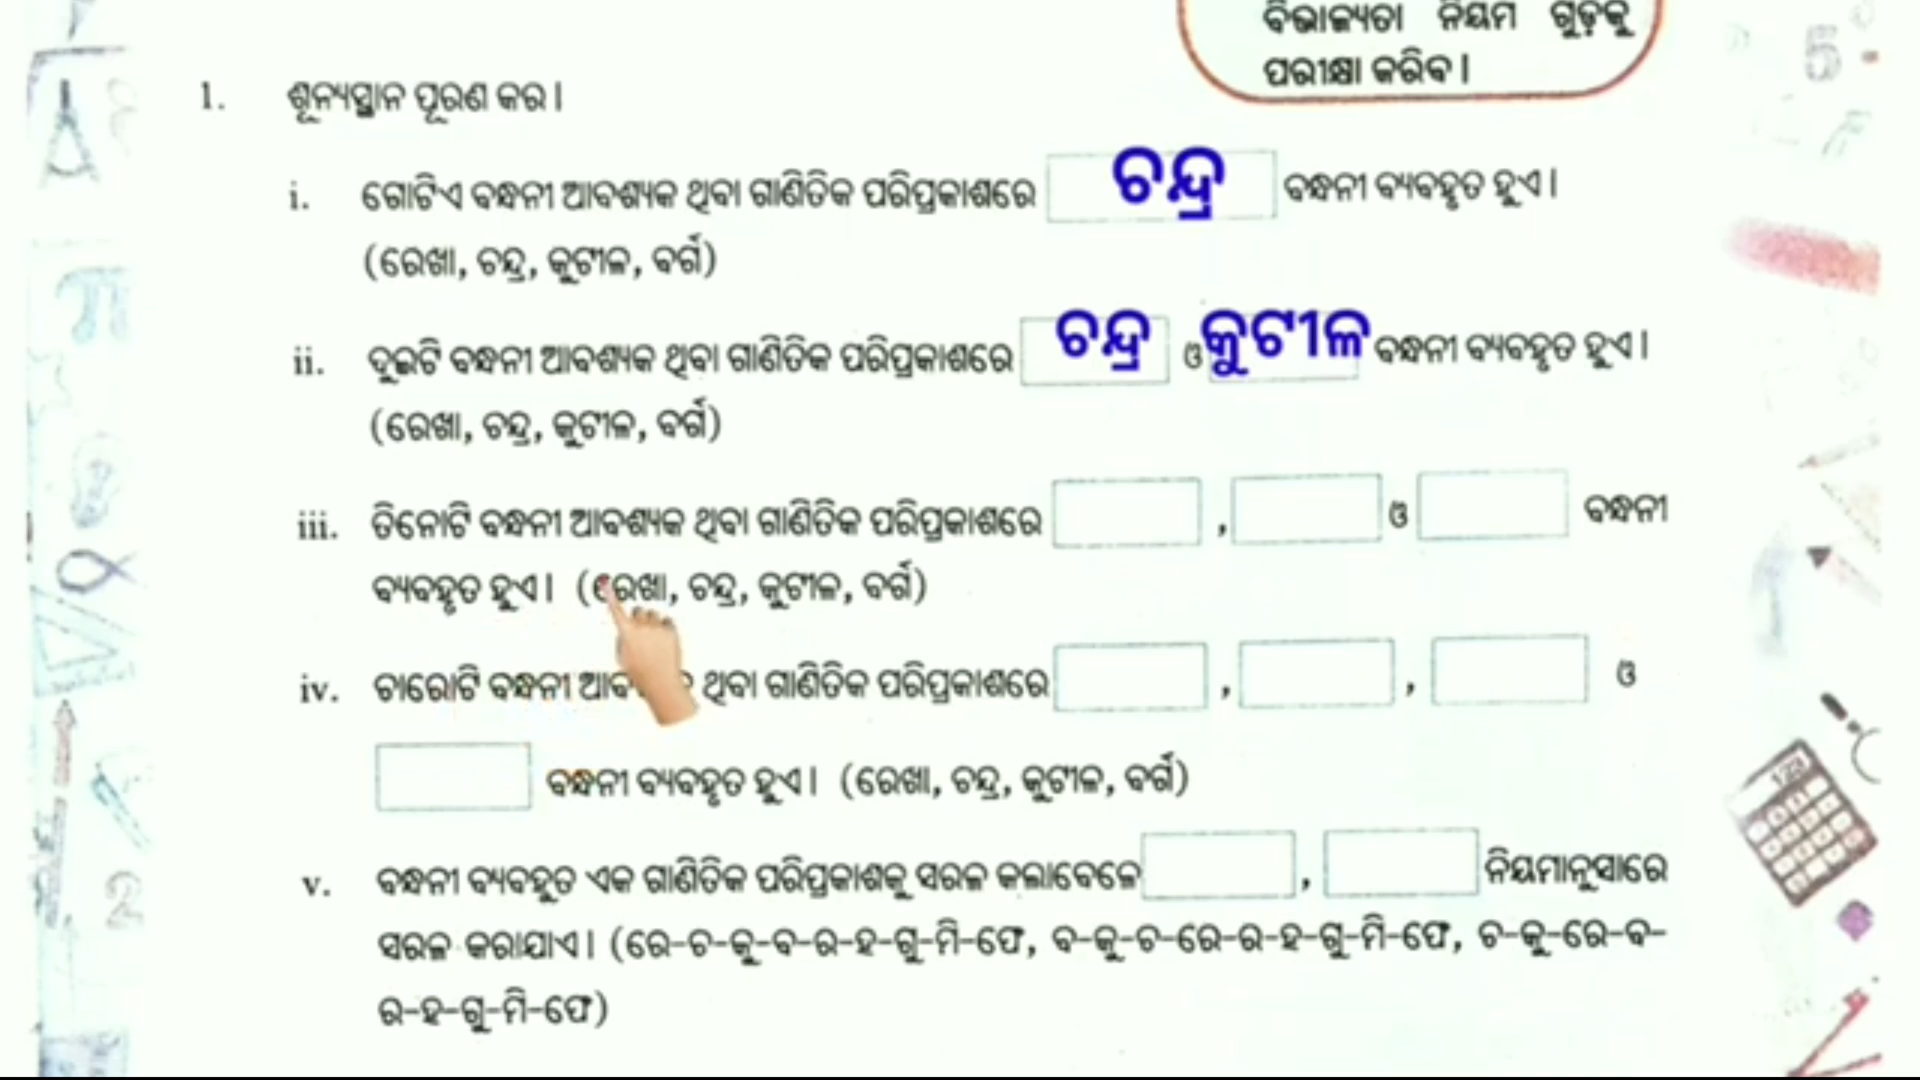 ବିଭାଜ୍ୟତା ନିୟମ ଗୁଡ଼ିକୁ
ପରୀକ୍ଷା କରିବ।
1. ଶୂନ୍ୟସ୍ଥାନ ପୂରଣ କର।
i. ଗୋଟିଏ ବନ୍ଧନୀ ଆବଶ୍ୟକ ଥିବା ଗାଣିତିକ ପରିପ୍ରକାଶରେ ଚନ୍ଦ୍ର ବନ୍ଧନୀ ବ୍ୟବହୃତ ହୁଏ।
(ରେଖା, ଚନ୍ଦ୍ର, କୁଟୀଳ, ବର୍ଗ)
ii. ଦୁଇଟି ବନ୍ଧନୀ ଆବଶ୍ୟକ ଥିବା ଗାଣିତିକ ପରିପ୍ରକାଶରେ ଚନ୍ଦ୍ର ଓ କୁଟୀଳ ବନ୍ଧନୀ ବ୍ୟବହୃତ ହୁଏ।
(ରେଖା, ଚନ୍ଦ୍ର, କୁଟୀଳ, ବର୍ଗ)
iii. ତିନୋଟି ବନ୍ଧନୀ ଆବଶ୍ୟକ ଥିବା ଗାଣିତିକ ପରିପ୍ରକାଶରେ , ଓ ବନ୍ଧନୀ
ବ୍ୟବହୃତ ହୁଏ। (ରେଖା, ଚନ୍ଦ୍ର, କୁଟୀଳ, ବର୍ଗ)
iv. ଚାରୋଟି ବନ୍ଧନୀ ଥିବା ଗାଣିତିକ ପରିପ୍ରକାଶରେ , , ଓ
ବନ୍ଧନୀ ବ୍ୟବହୃତ ହୁଏ। (ରେଖା, ଚନ୍ଦ୍ର, କୁଟୀଳ, ବର୍ଗ)
v. ବନ୍ଧନୀ ବ୍ୟବହୃତ ଏକ ଗାଣିତିକ ପରିପ୍ରକାଶକୁ ସରଳ କଲାବେଳେ , ନିୟମାନୁସାରେ
ସରଳ କରାଯାଏ। (ରେ-ଚ-କୁ-ବ-ର-ହ-ଗୁ-ମି-ଫେ, ବ-କୁ-ଚ-ରେ-ର-ହ-ଗୁ-ମି-ଫେ, ଚ-କୁ-ରେ-ବ-
ର-ହ-ଗୁ-ମି-ଫେ)